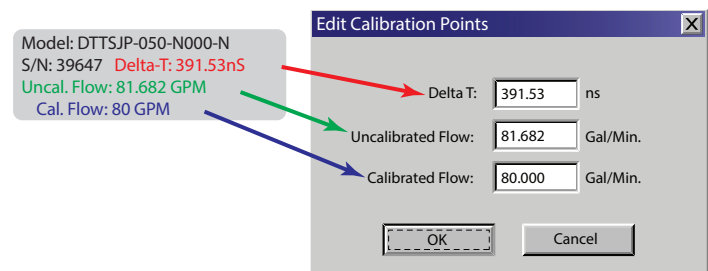 Model: DTTSJP-050-N000-N
S/N: 39647 Delta-T: 391.53nS
Uncal. Flow: 81.682 GPM
Cal. Flow: 80 GPM
Edit Calibration Points
X
Delta T: 391.53 ns
Uncalibrated Flow: 81.682 Gal/Min.
Calibrated Flow: 80.000 Gal/Min.
OK Cancel